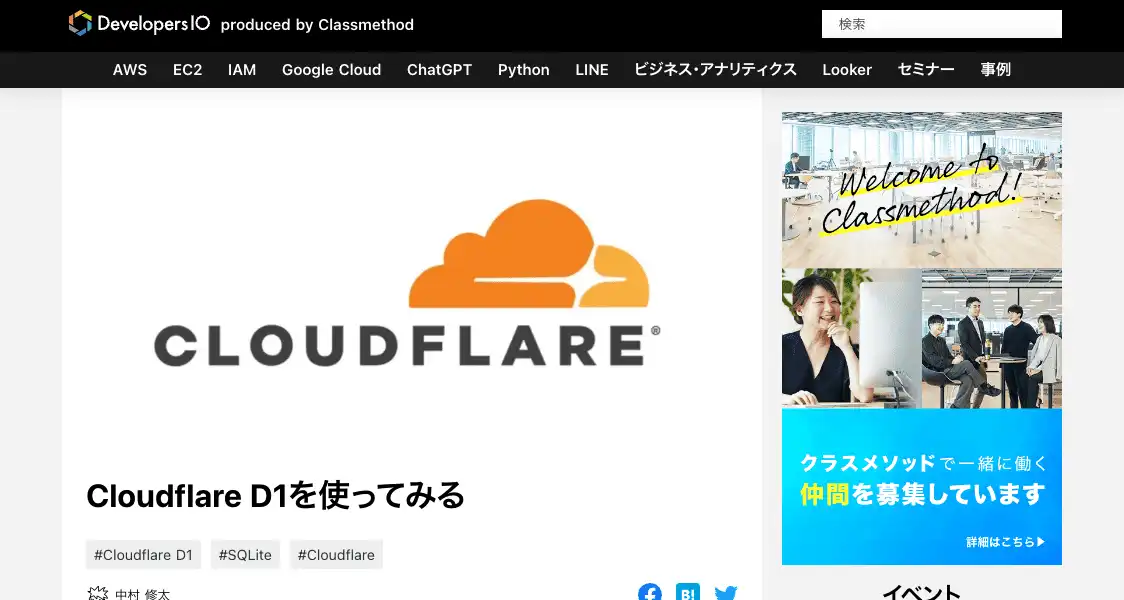 DevelopersIO produced by Classmethod
検索
AWS EC2 IAM Google Cloud ChatGPT Python LINE ビジネス・アナリティクス Looker セミナー 事例
CLOUDFLARE®
Cloudflare D1を使ってみる
#Cloudflare D1 #SQLite #Cloudflare
中村 修太
B!
Welcome to
Classmethod!
クラスメソッドで一緒に働く
仲間を募集しています
詳細はこちら▶
イベント